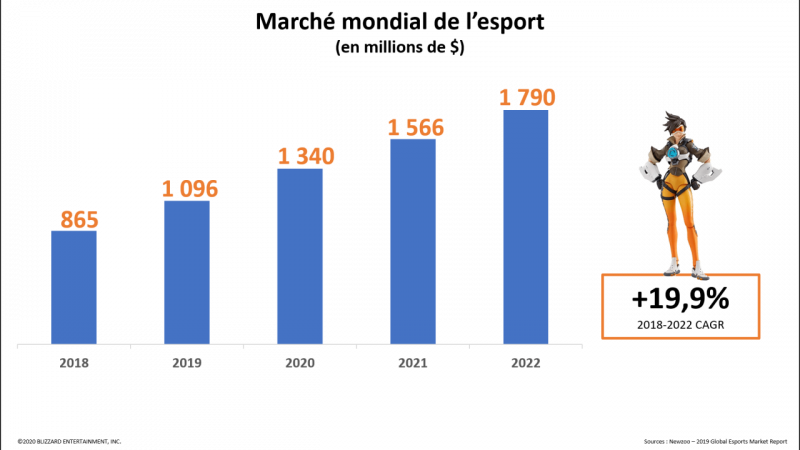 Marché mondial de l’esport
(en millions de $)
865
1 096
1 340
1 566
1 790
2018
2019
2020
2021
2022
+19,9%
2018-2022 CAGR
©2020 BLIZZARD ENTERTAINMENT, INC.
Sources : Newzoo – 2019 Global Esports Market Report